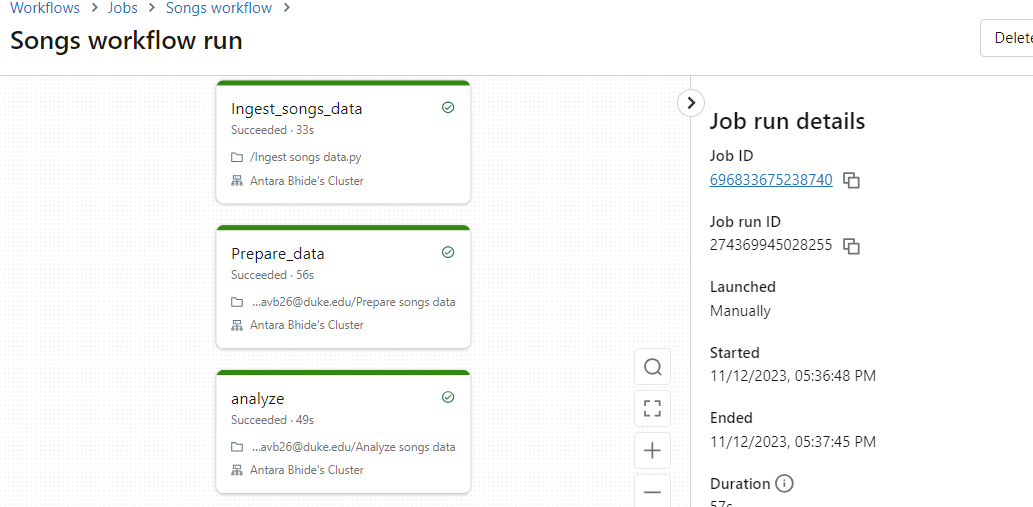 Workflows > Jobs > Songs workflow >
Songs workflow run
Delete
Ingest_songs_data
Succeeded · 33s
/Ingest songs data.py
Antara Bhide's Cluster
Prepare_data
Succeeded · 56s
...avb26@duke.edu/Prepare songs data
Antara Bhide's Cluster
analyze
Succeeded · 49s
...avb26@duke.edu/Analyze songs data
Antara Bhide's Cluster
Job run details
Job ID
696833675238740
Job run ID
274369945028255
Launched
Manually
Started
11/12/2023, 05:36:48 PM
Ended
11/12/2023, 05:37:45 PM
Duration
57s